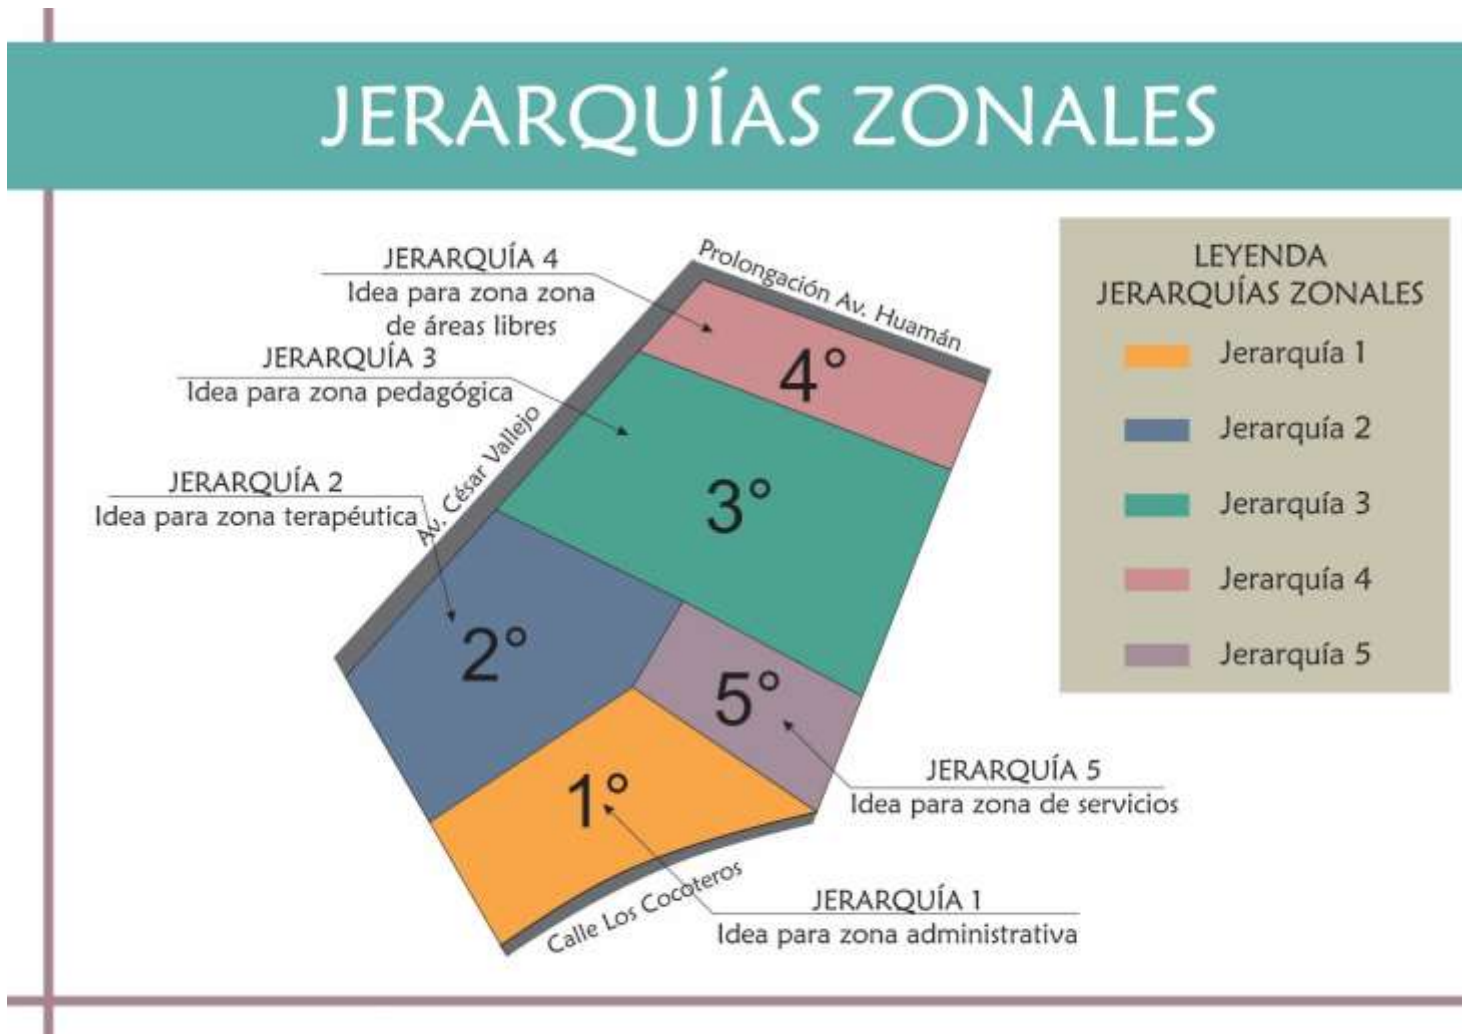 JERARQUÍAS ZONALES
JERARQUÍA 4
Idea para zona zona
de áreas libres
JERARQUÍA 3
Idea para zona pedagógica
JERARQUÍA 2
Idea para zona terapéutica
Av. César Vallejo
Prolongación Av. Huamán
4°
3°
2°
5°
1°
Calle Los Cocoteros
JERARQUÍA 5
Idea para zona de servicios
JERARQUÍA 1
Idea para zona administrativa
LEYENDA
JERARQUÍAS ZONALES
Jerarquía 1
Jerarquía 2
Jerarquía 3
Jerarquía 4
Jerarquía 5